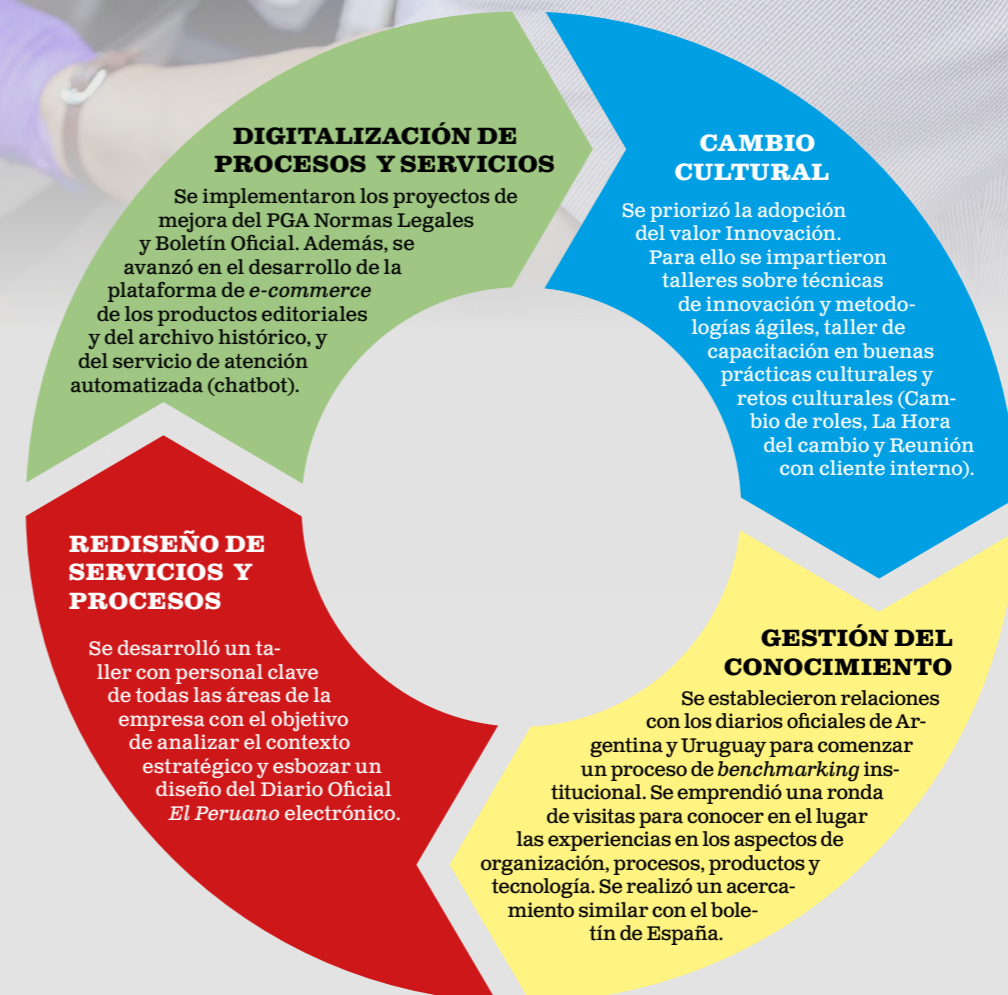 DIGITALIZACIÓN DE
PROCESOS Y SERVICIOS
Se implementaron los proyectos de
mejora del PGA Normas Legales
y Boletín Oficial. Además, se
avanzó en el desarrollo de la
plataforma de e-commerce
de los productos editoriales
y del archivo histórico, y
del servicio de atención
automatizada (chatbot).
CAMBIO
CULTURAL
Se priorizó la adopción
del valor Innovación.
Para ello se impartieron
talleres sobre técnicas
de innovación y metodo-
logías ágiles, taller de
capacitación en buenas
prácticas culturales y
retos culturales (Cam-
bio de roles, La Hora
del cambio y Reunión
con cliente interno).
GESTIÓN DEL
CONOCIMIENTO
Se establecieron relaciones
con los diarios oficiales de Ar-
gentina y Uruguay para comenzar
un proceso de benchmarking ins-
titucional. Se emprendió una ronda
de visitas para conocer en el lugar
las experiencias en los aspectos de
organización, procesos, productos y
tecnología. Se realizó un acerca-
miento similar con el bole-
tín de España.
REDISEÑO DE
SERVICIOS Y
PROCESOS
Se desarrolló un ta-
ller con personal clave
de todas las áreas de la
empresa con el objetivo
de analizar el contexto
estratégico y esbozar un
diseño del Diario Oficial
El Peruano electrónico.